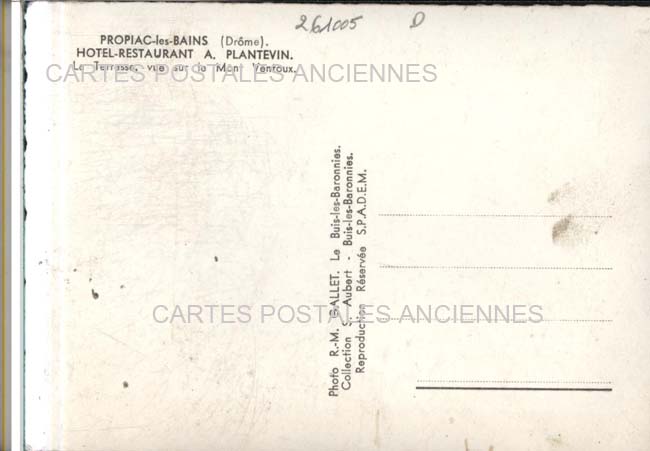 261005 D
PROPIAC-les-BAINS (Drôme).
HOTEL-RESTAURANT A. PLANTEVIN.
La Terrasse, vue sur le Mont Ventoux.
CARTES POSTALES ANCIENNES
Photo R.-M. GALLET. Le Buis-les-Baronnies.
Collection S. Aubert - Buis-les-Baronnies.
Reproduction Réservée S.P.A.D.E.M.
CARTES POSTALES ANCIENNES